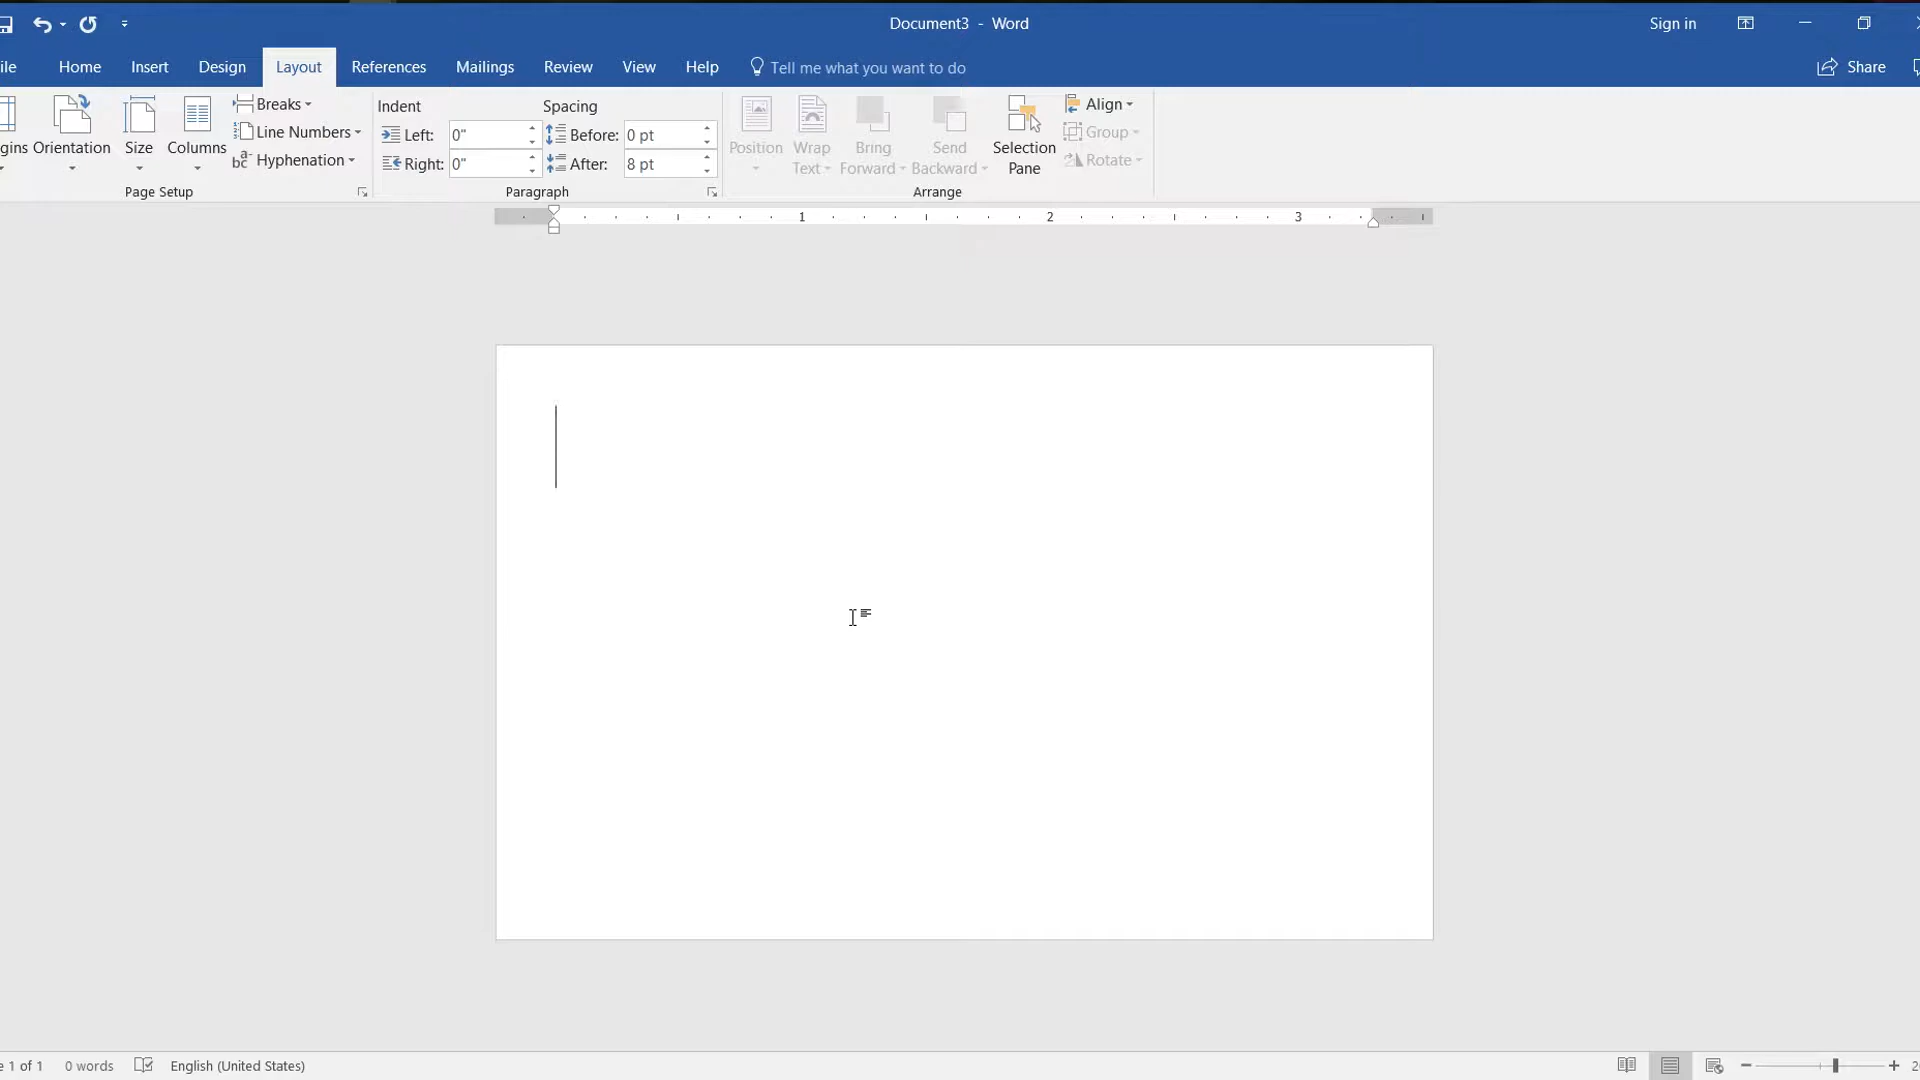 Document3 - Word
Sign in
ile Home Insert Design Layout References Mailings Review View Help Tell me what you want to do Share
gins Orientation Size Columns
Breaks
Line Numbers
Hyphenation
Page Setup
Indent Spacing
Left: 0" Before: 0 pt
Right: 0" After: 8 pt
Paragraph
Position Wrap Text Bring Forward Send Backward Selection Pane
Align
Group
Rotate
Arrange
1 2 3
e 1 of 1 0 words English (United States)